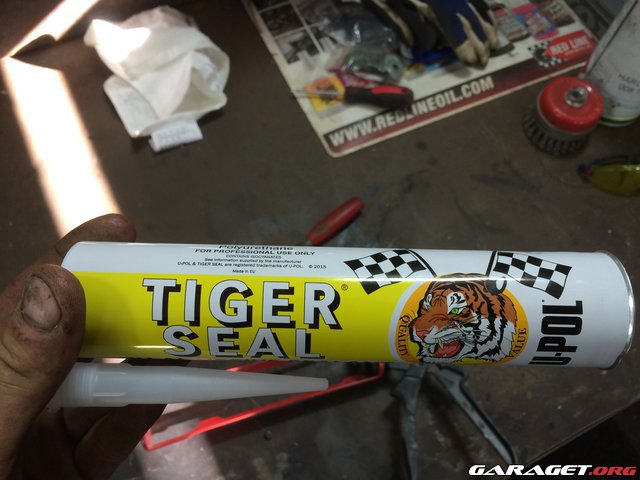 RED LINE
WWW.REDLINEOIL.COM
Polyurethane
FOR PROFESSIONAL USE ONLY
CONTAINS ISOCYANATES.
See information supplied by the manufacturer
U-POL & TIGER SEAL are registered trademarks of U-POL. © 2015
Made in EU
TIGER®
SEAL
QUALITY
VALUE
U-POL
GARAGET.ORG